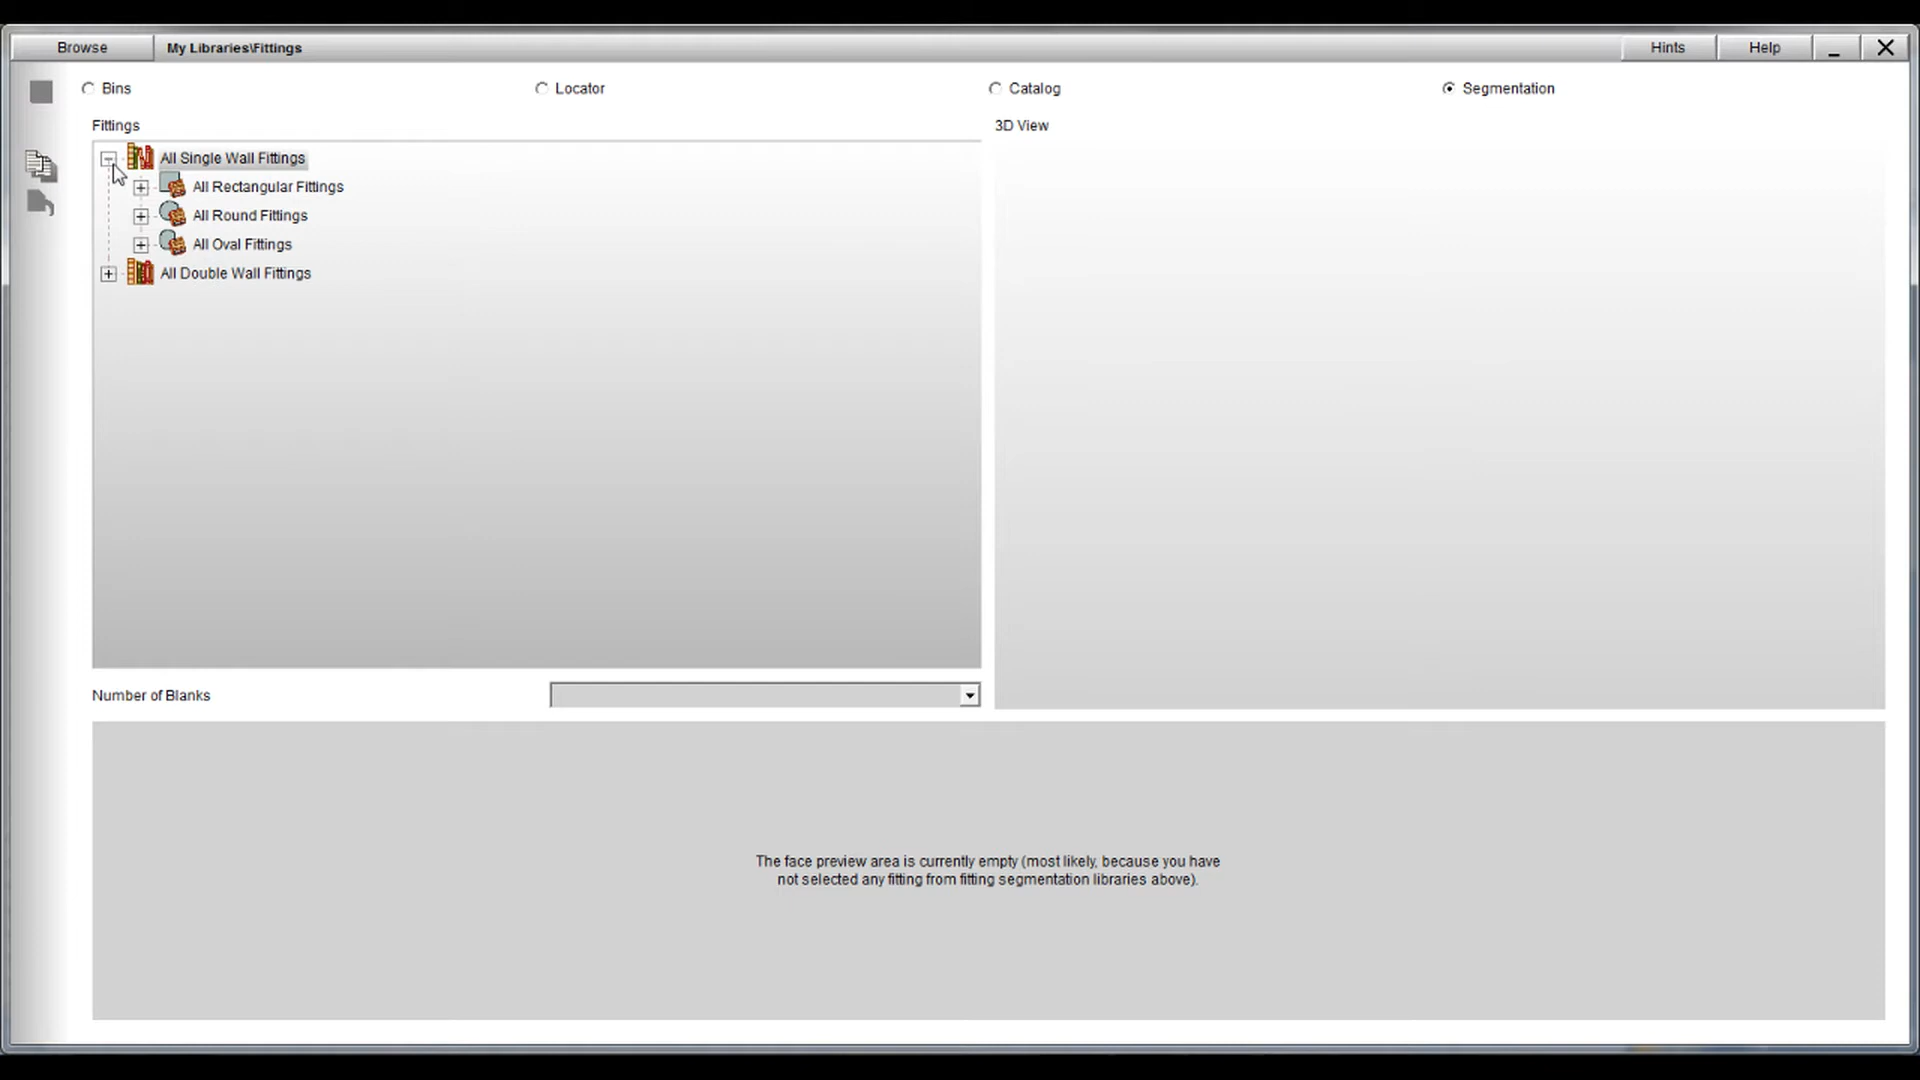 Browse
My Libraries\Fittings
Hints
Help
Bins
Locator
Catalog
Segmentation
Fittings
3D View
All Single Wall Fittings
All Rectangular Fittings
All Round Fittings
All Oval Fittings
All Double Wall Fittings
Number of Blanks
The face preview area is currently empty (most likely, because you have
not selected any fitting from fitting segmentation libraries above).